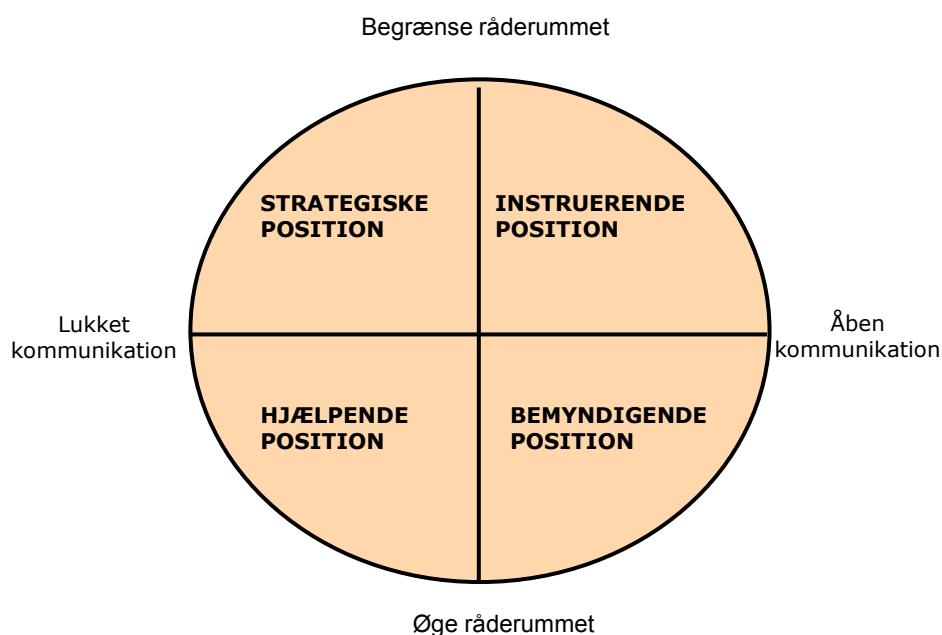 Begrænse råderummet
STRATEGISKE
POSITION
INSTRUERENDE
POSITION
Lukket
kommunikation
Åben
kommunikation
HJÆLPENDE
POSITION
BEMYNDIGENDE
POSITION
Øge råderummet